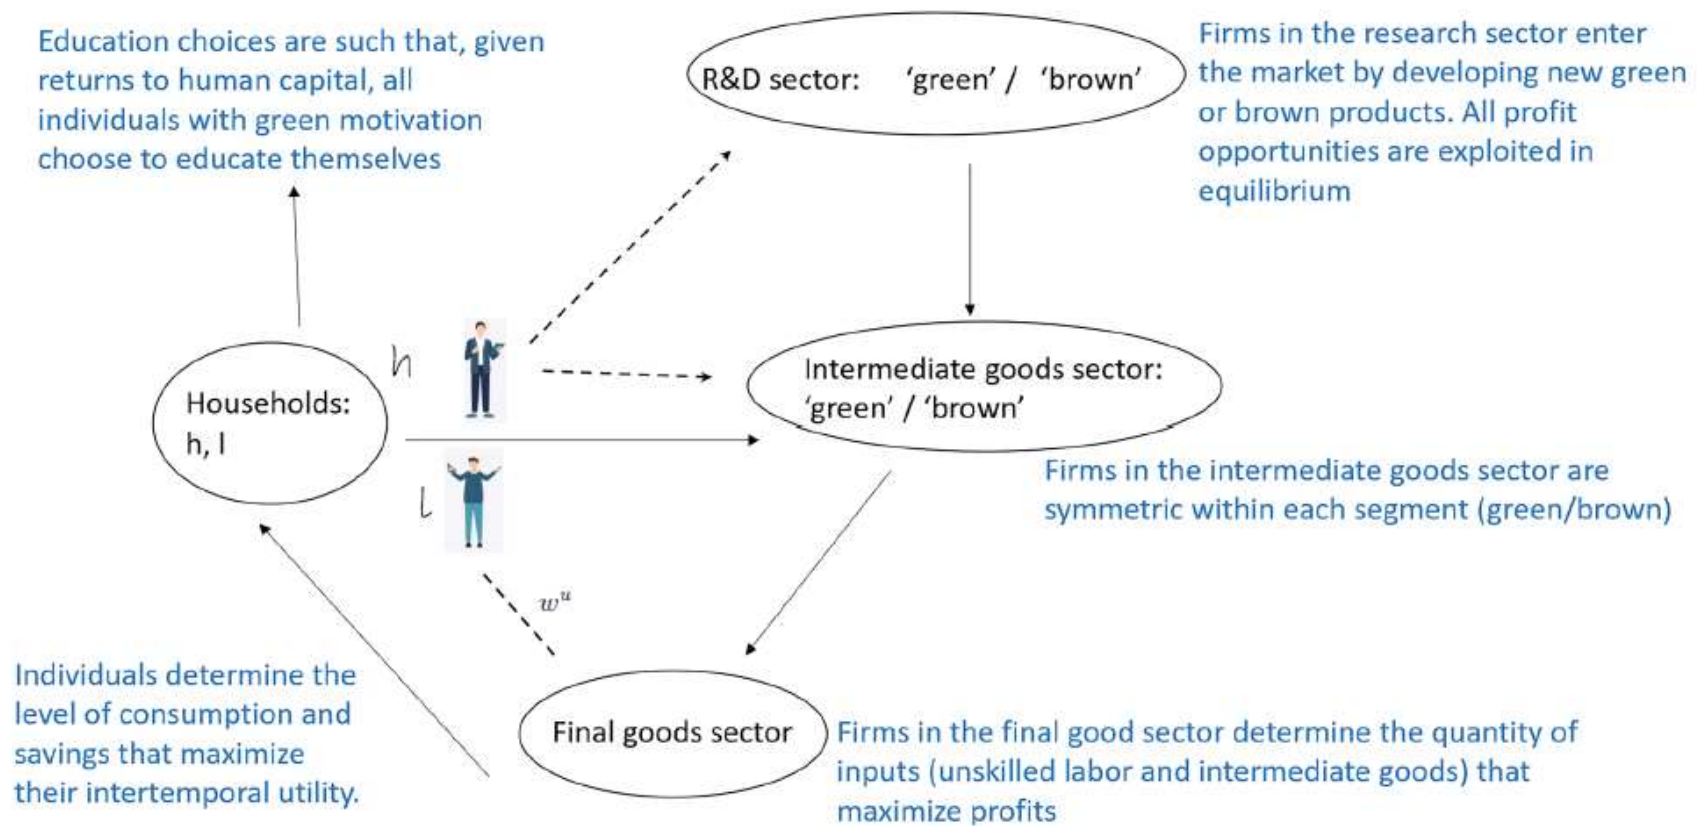 Education choices are such that, given
returns to human capital, all
individuals with green motivation
choose to educate themselves
R&D sector: 'green' / 'brown'
Firms in the research sector enter
the market by developing new green
or brown products. All profit
opportunities are exploited in
equilibrium
h
Households:
h, l
Intermediate goods sector:
'green' / 'brown'
l
Firms in the intermediate goods sector are
symmetric within each segment (green/brown)
wᵘ
Individuals determine the
level of consumption and
savings that maximize
their intertemporal utility.
Final goods sector
Firms in the final good sector determine the quantity of
inputs (unskilled labor and intermediate goods) that
maximize profits